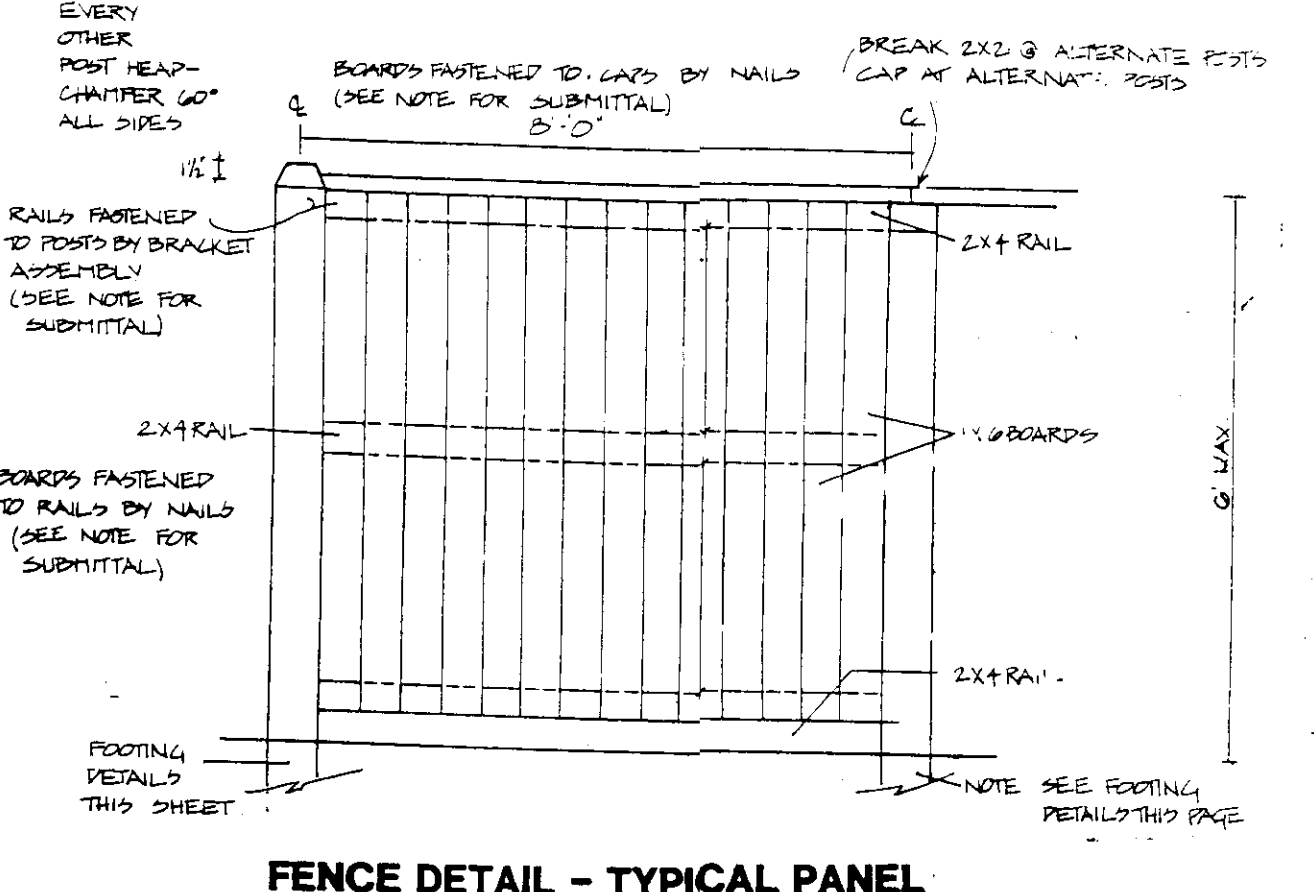 EVERY
OTHER
POST HEAD-
CHAMFER 60°
ALL SIDES
BOARDS FASTENED TO. CAPS BY NAILS
(SEE NOTE FOR SUBMITTAL)
8'-0"
BREAK 2X2 @ ALTERNATE POSTS
CAP AT ALTERNATE POSTS
℄
℄
1½"
RAILS FASTENED
TO POSTS BY BRACKET
ASSEMBLY
(SEE NOTE FOR
SUBMITTAL)
2X4 RAIL
2X4 RAIL
1X6 BOARDS
6' MAX
BOARDS FASTENED
TO RAILS BY NAILS
(SEE NOTE FOR
SUBMITTAL)
2X4 RAIL
FOOTING
DETAILS
THIS SHEET
NOTE SEE FOOTING
DETAILS THIS PAGE
FENCE DETAIL – TYPICAL PANEL